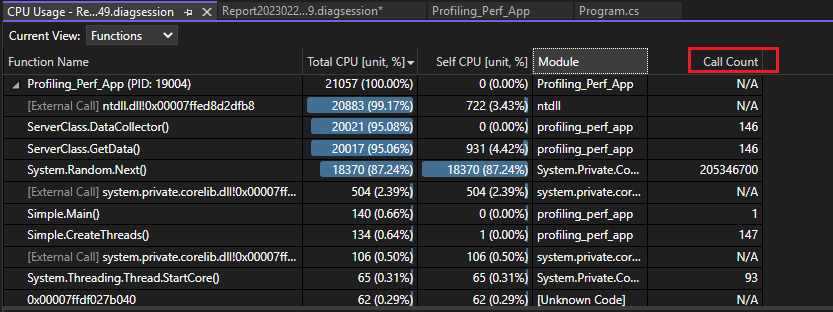 CPU Usage - Re...49.diagsession* Report2023022...9.diagsession* Profiling_Perf_App Program.cs
Current View: Functions
Function Name Total CPU [unit, %] Self CPU [unit, %] Module Call Count
Profiling_Perf_App (PID: 19004) 21057 (100.00%) 0 (0.00%) Profiling_Perf_App N/A
[External Call] ntdll.dll!0x00007ffed8d2dfb8 20883 (99.17%) 722 (3.43%) ntdll N/A
ServerClass.DataCollector() 20021 (95.08%) 0 (0.00%) profiling_perf_app 146
ServerClass.GetData() 20017 (95.06%) 931 (4.42%) profiling_perf_app 146
System.Random.Next() 18370 (87.24%) 18370 (87.24%) System.Private.Co... 205346700
[External Call] system.private.corelib.dll!0x00007ff... 504 (2.39%) 504 (2.39%) system.private.cor... N/A
Simple.Main() 140 (0.66%) 0 (0.00%) profiling_perf_app 1
Simple.CreateThreads() 134 (0.64%) 1 (0.00%) profiling_perf_app 147
[External Call] system.private.corelib.dll!0x00007ff... 106 (0.50%) 106 (0.50%) system.private.cor... N/A
System.Threading.Thread.StartCore() 65 (0.31%) 65 (0.31%) System.Private.Co... 93
0x00007ffdf027b040 62 (0.29%) 62 (0.29%) [Unknown Code] N/A